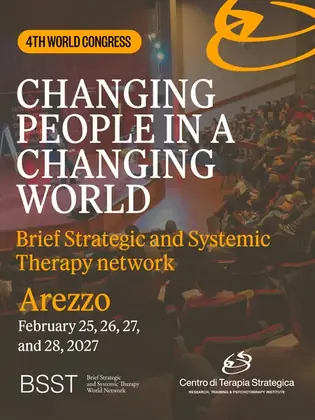 4TH WORLD CONGRESS
CHANGING
PEOPLE IN A
CHANGING
WORLD
Brief Strategic and Systemic
Therapy network
Arezzo
February 25, 26, 27,
and 28, 2027
BSST
Brief Strategic
and Systemic Therapy
World Network
Centro di Terapia Strategica
RESEARCH, TRAINING & PSYCHOTHERAPY INSTITUTE